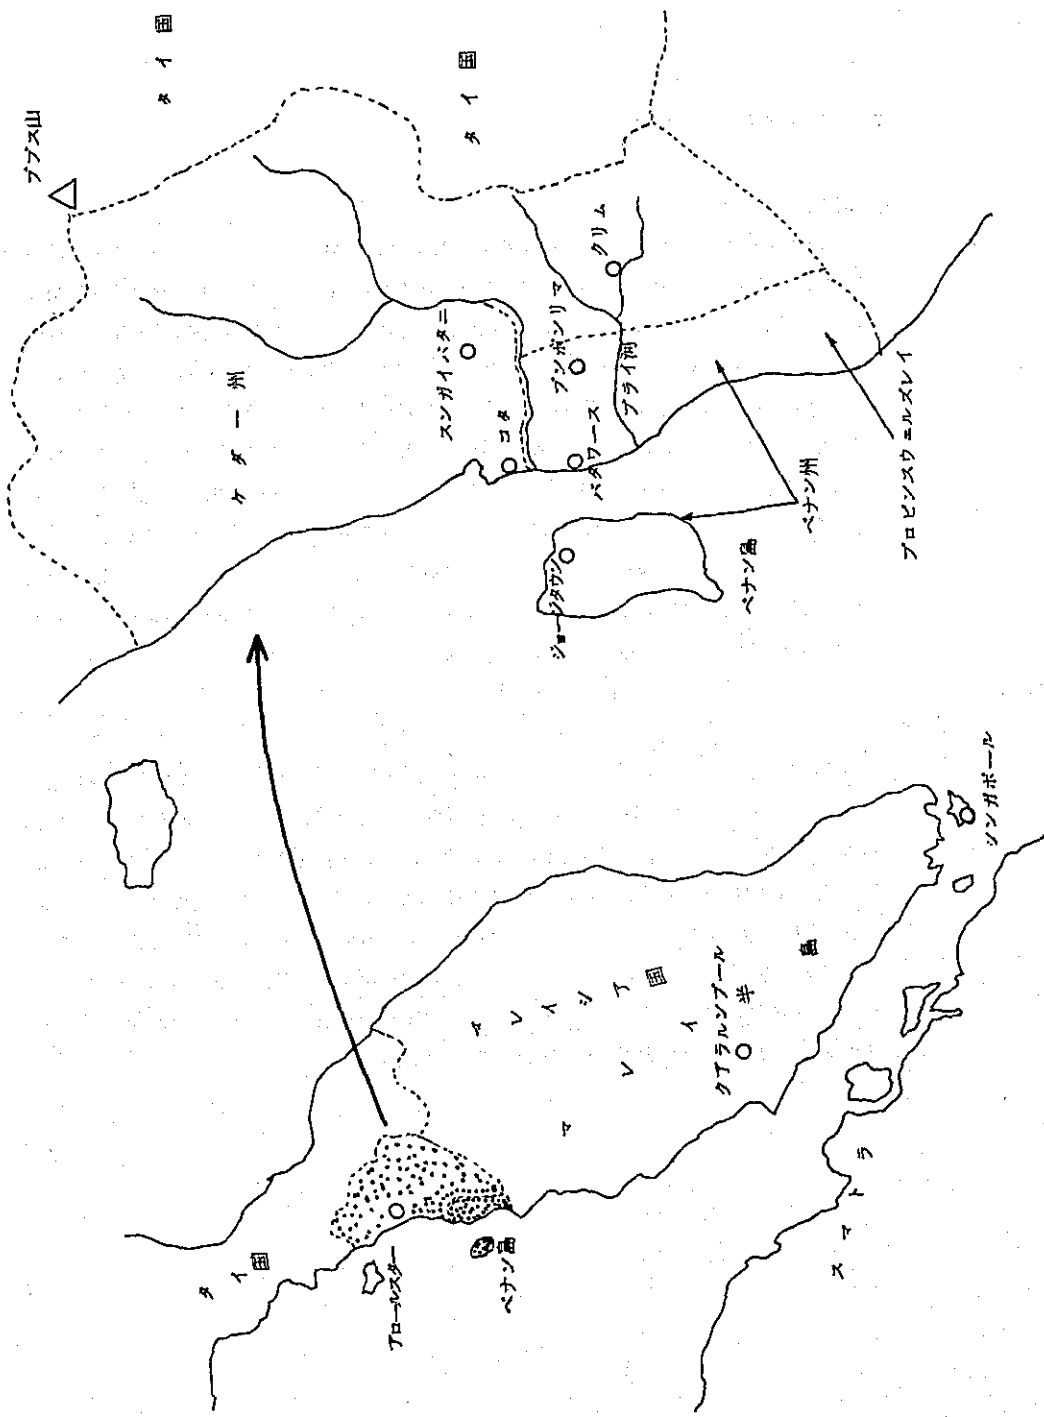 タイ国
アロールスター
ペナン島
マレイシア国
マレイ半島
クアラルンプール
シンガポール
スマトラ
ブブス山
タイ国
タイ国
ケダー州
スンガイパタニ
コタ
ブンボンリマ
クリム
プライ河
バタワース
ジョージタウン
ペナン島
ペナン州
プロビンスウェルズレイ